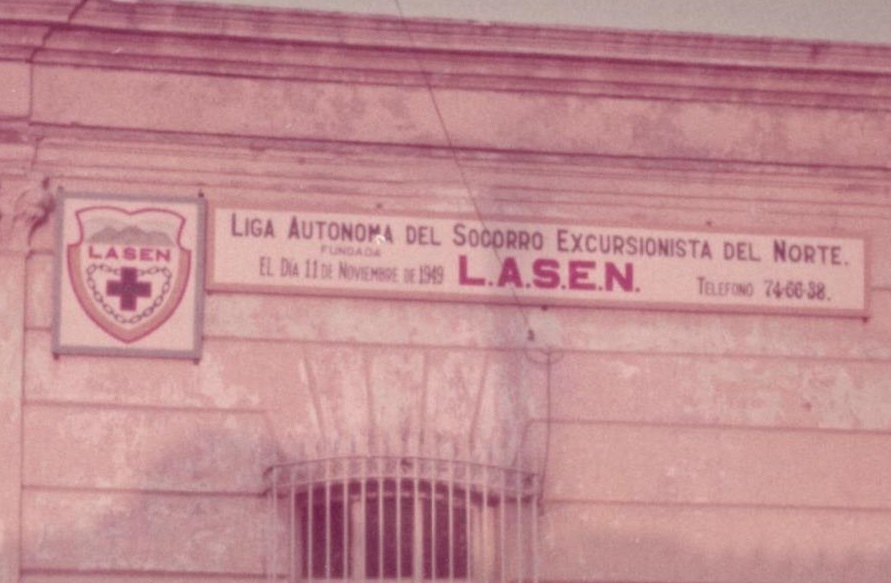 LASEN
LIGA AUTONOMA DEL SOCORRO EXCURSIONISTA DEL NORTE.
FUNDADA
EL DIA 11 DE NOVIEMBRE DE 1949 L.A.S.E.N. TELEFONO 74-66-38.